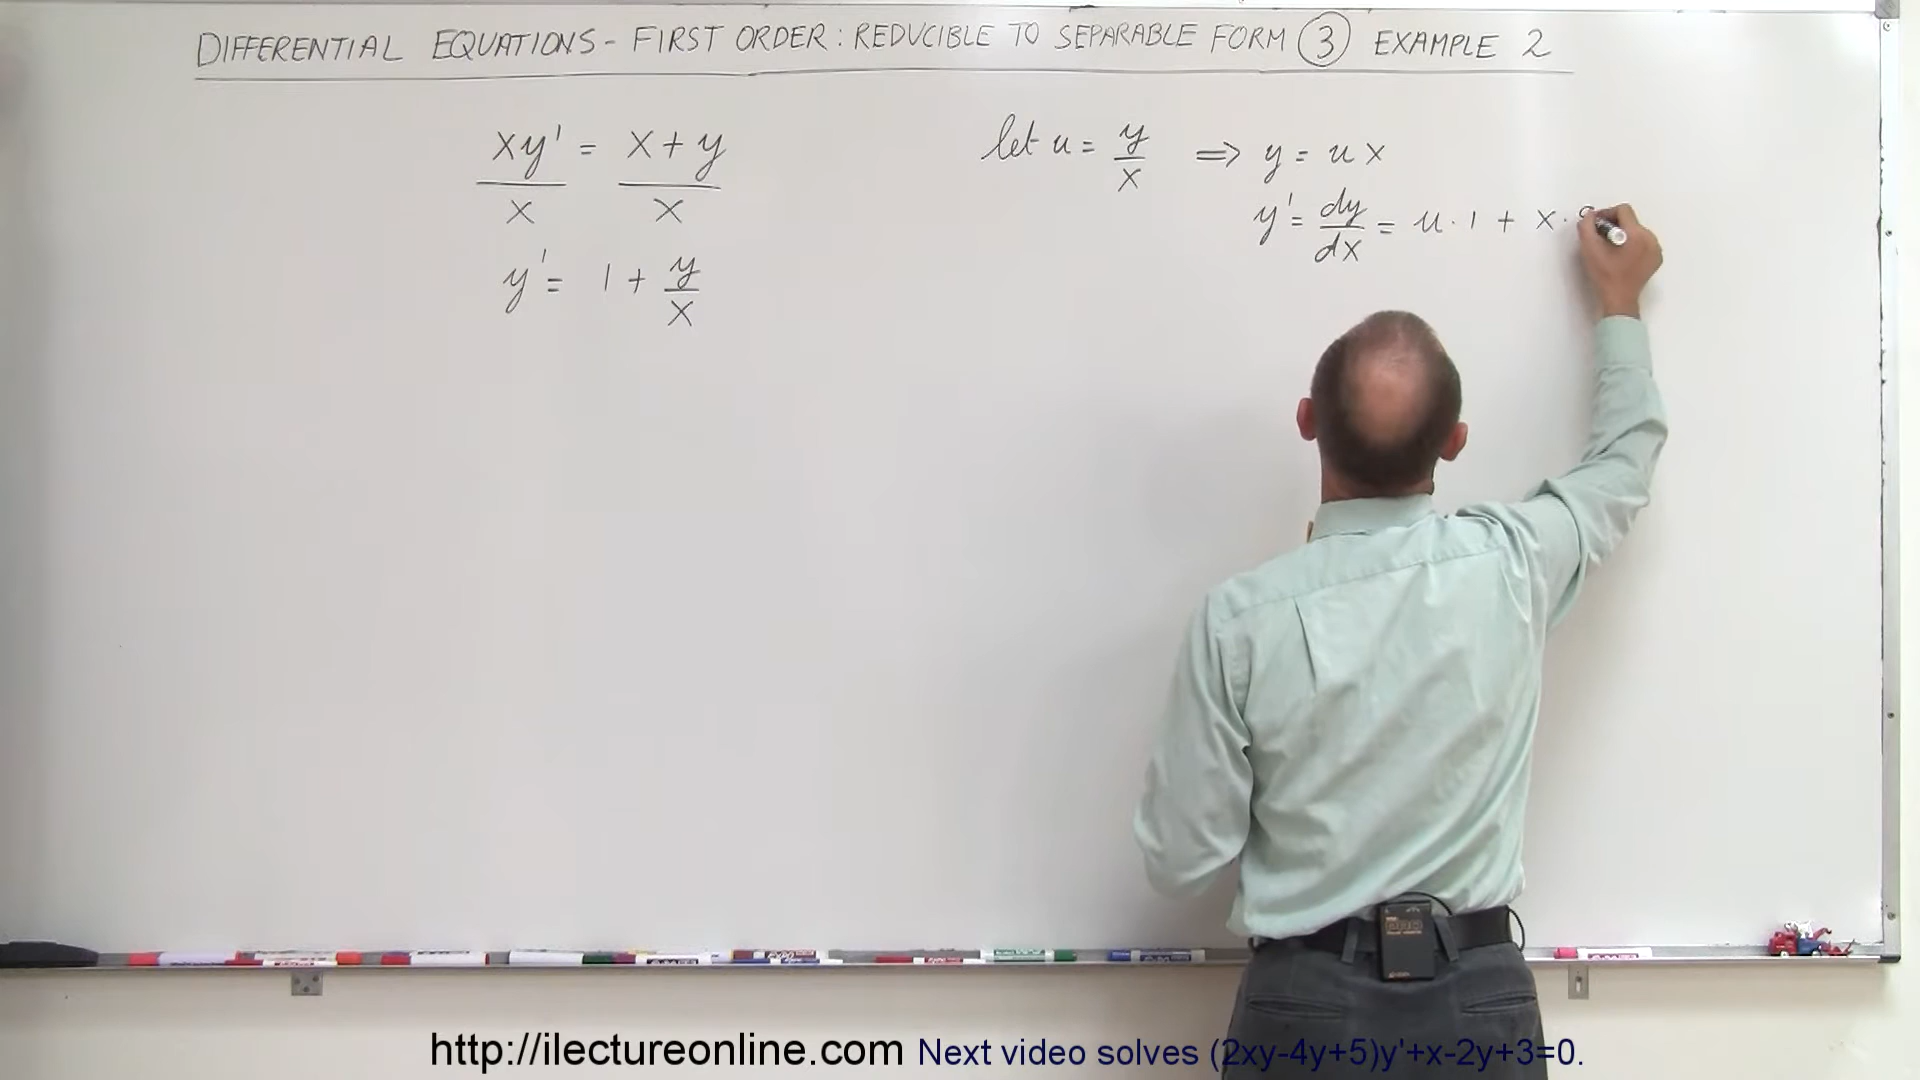 DIFFERENTIAL EQUATIONS - FIRST ORDER: REDUCIBLE TO SEPARABLE FORM ③ EXAMPLE 2
xy' = x + y
x x
y' = 1 + y/x
let u = y/x ⇒ y = ux
y' = dy/dx = u · 1 + x ·
http://ilectureonline.com Next video solves (2xy-4y+5)y'+x-2y+3=0.